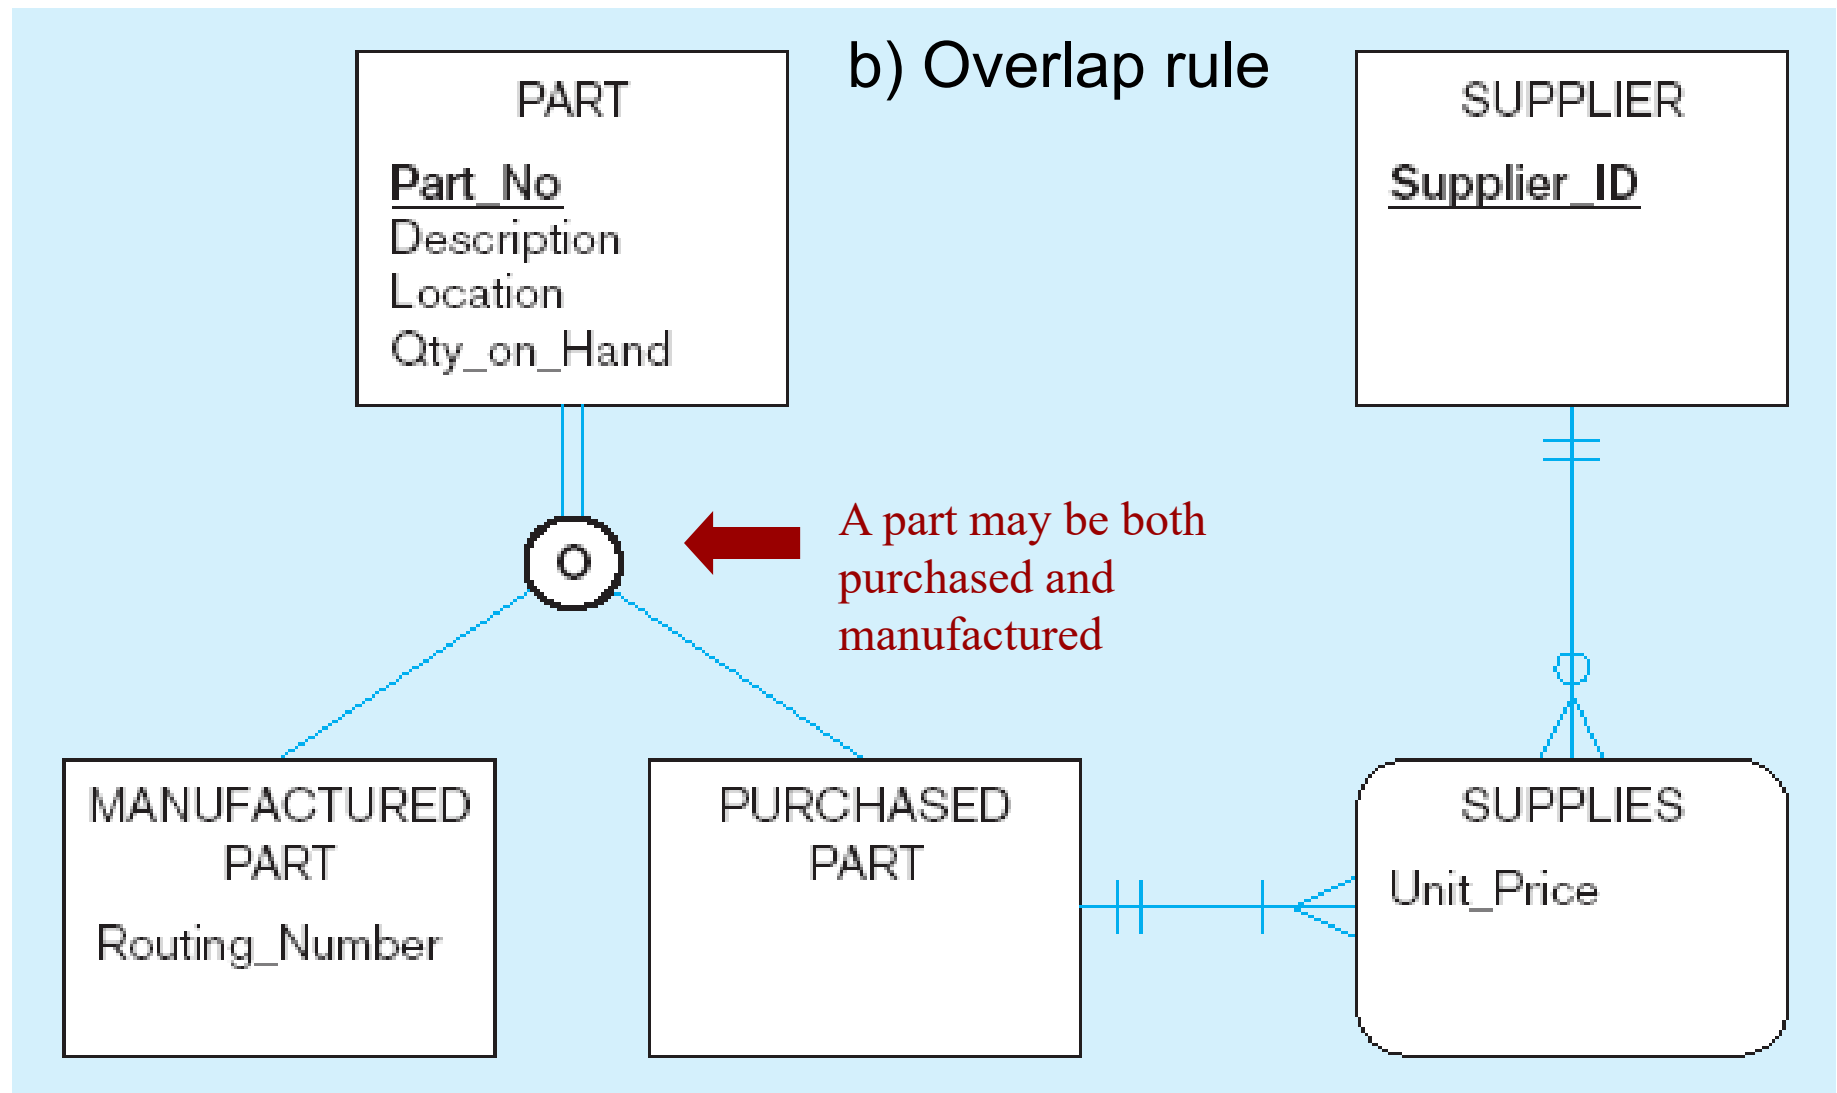 b) Overlap rule
PART
Part_No
Description
Location
Qty_on_Hand
SUPPLIER
Supplier_ID
O
A part may be both
purchased and
manufactured
MANUFACTURED
PART
Routing_Number
PURCHASED
PART
SUPPLIES
Unit_Price